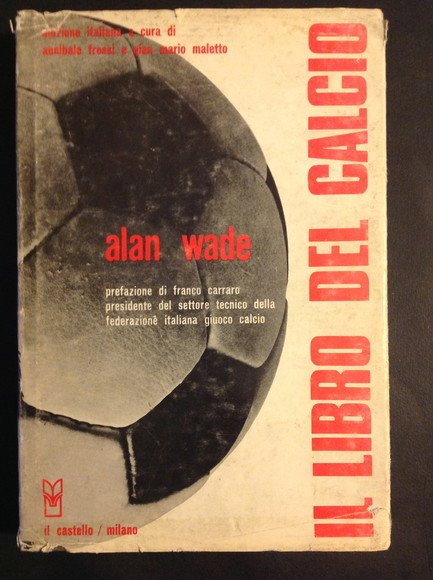 edizione italiana a cura di
annibale frossi e gian mario maletto
alan wade
prefazione di franco carraro
presidente del settore tecnico della
federazione italiana giuoco calcio
IL LIBRO DEL CALCIO
il castello / milano